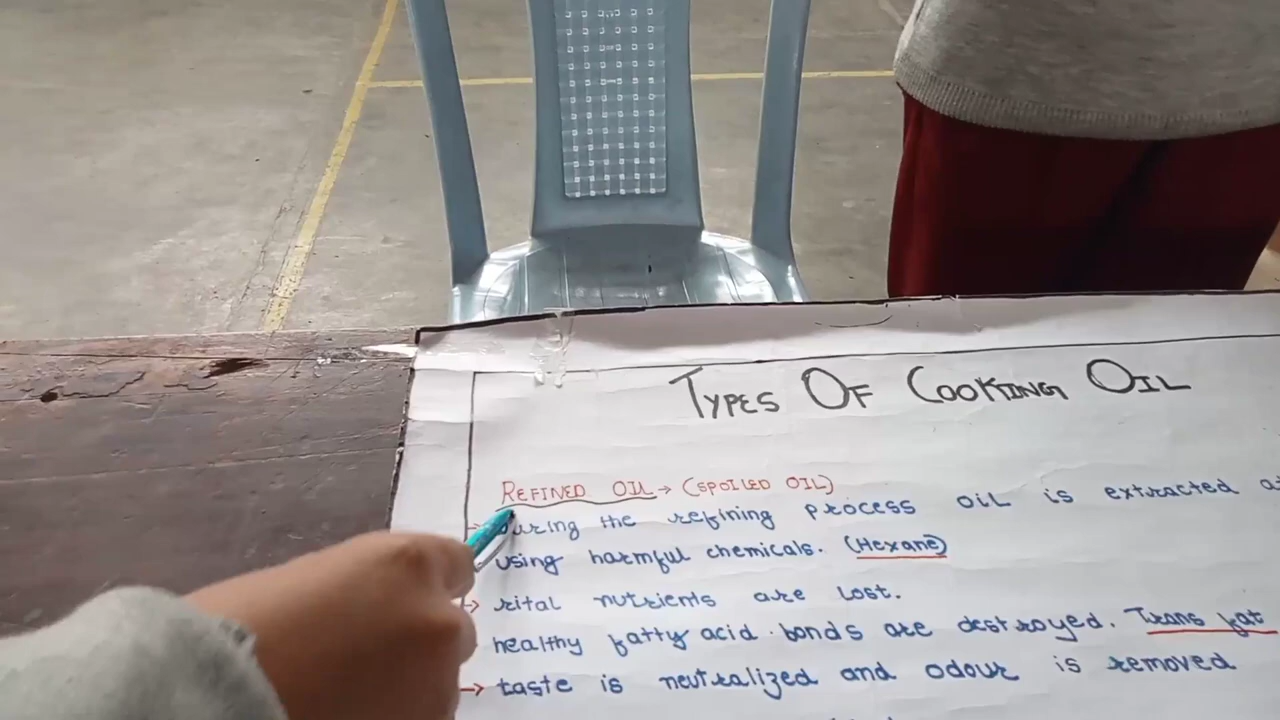 TYPES OF COOKING OIL
REFINED OIL → (SPOILED OIL)
→ During the refining process oil is extracted
using harmful chemicals. (Hexane)
→ vital nutrients are lost.
healthy fatty acid bonds are destroyed. Trans fat
→ taste is neutralized and odour is removed